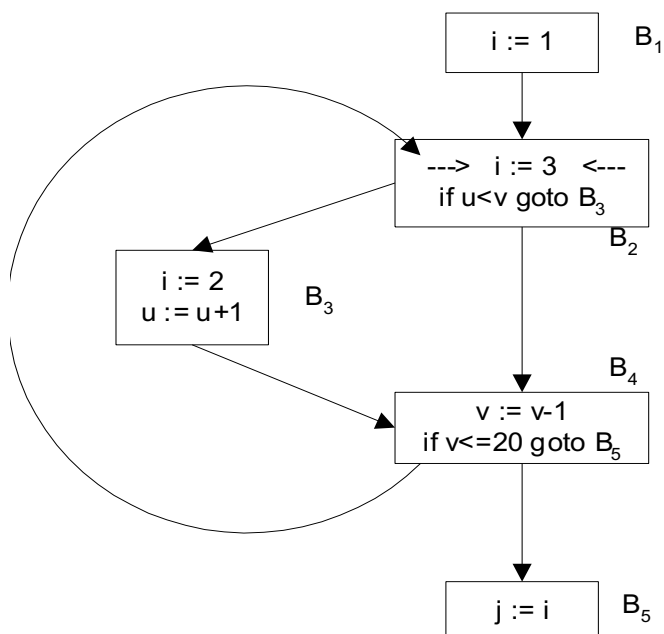 i := 1
B1
---> i := 3 <---
if u<v goto B3
B2
i := 2
u := u+1
B3
B4
v := v-1
if v<=20 goto B5
j := i
B5